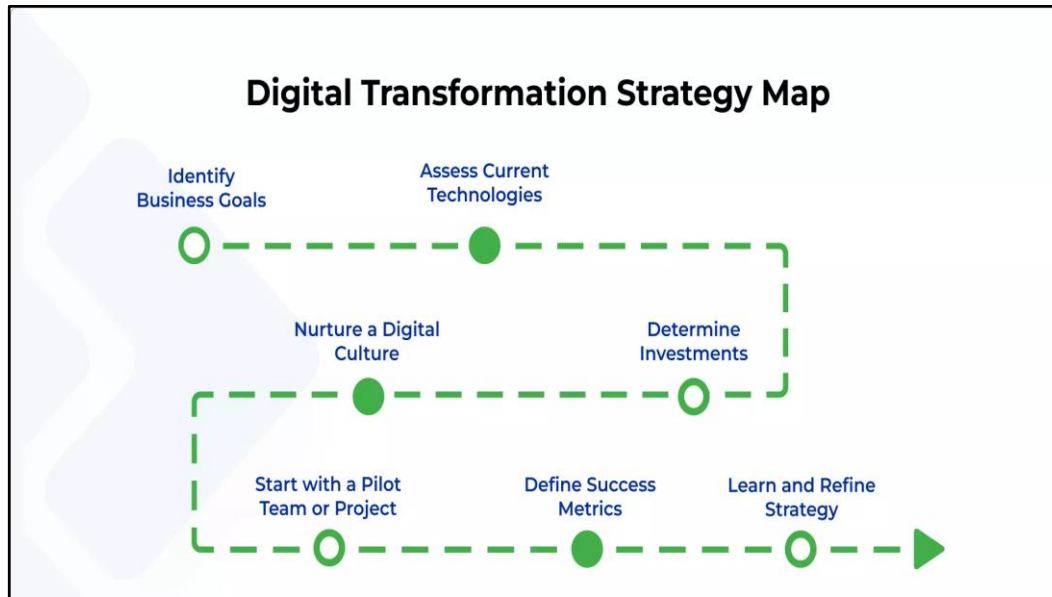 Digital Transformation Strategy Map
Identify
Business Goals
Assess Current
Technologies
Nurture a Digital
Culture
Determine
Investments
Start with a Pilot
Team or Project
Define Success
Metrics
Learn and Refine
Strategy